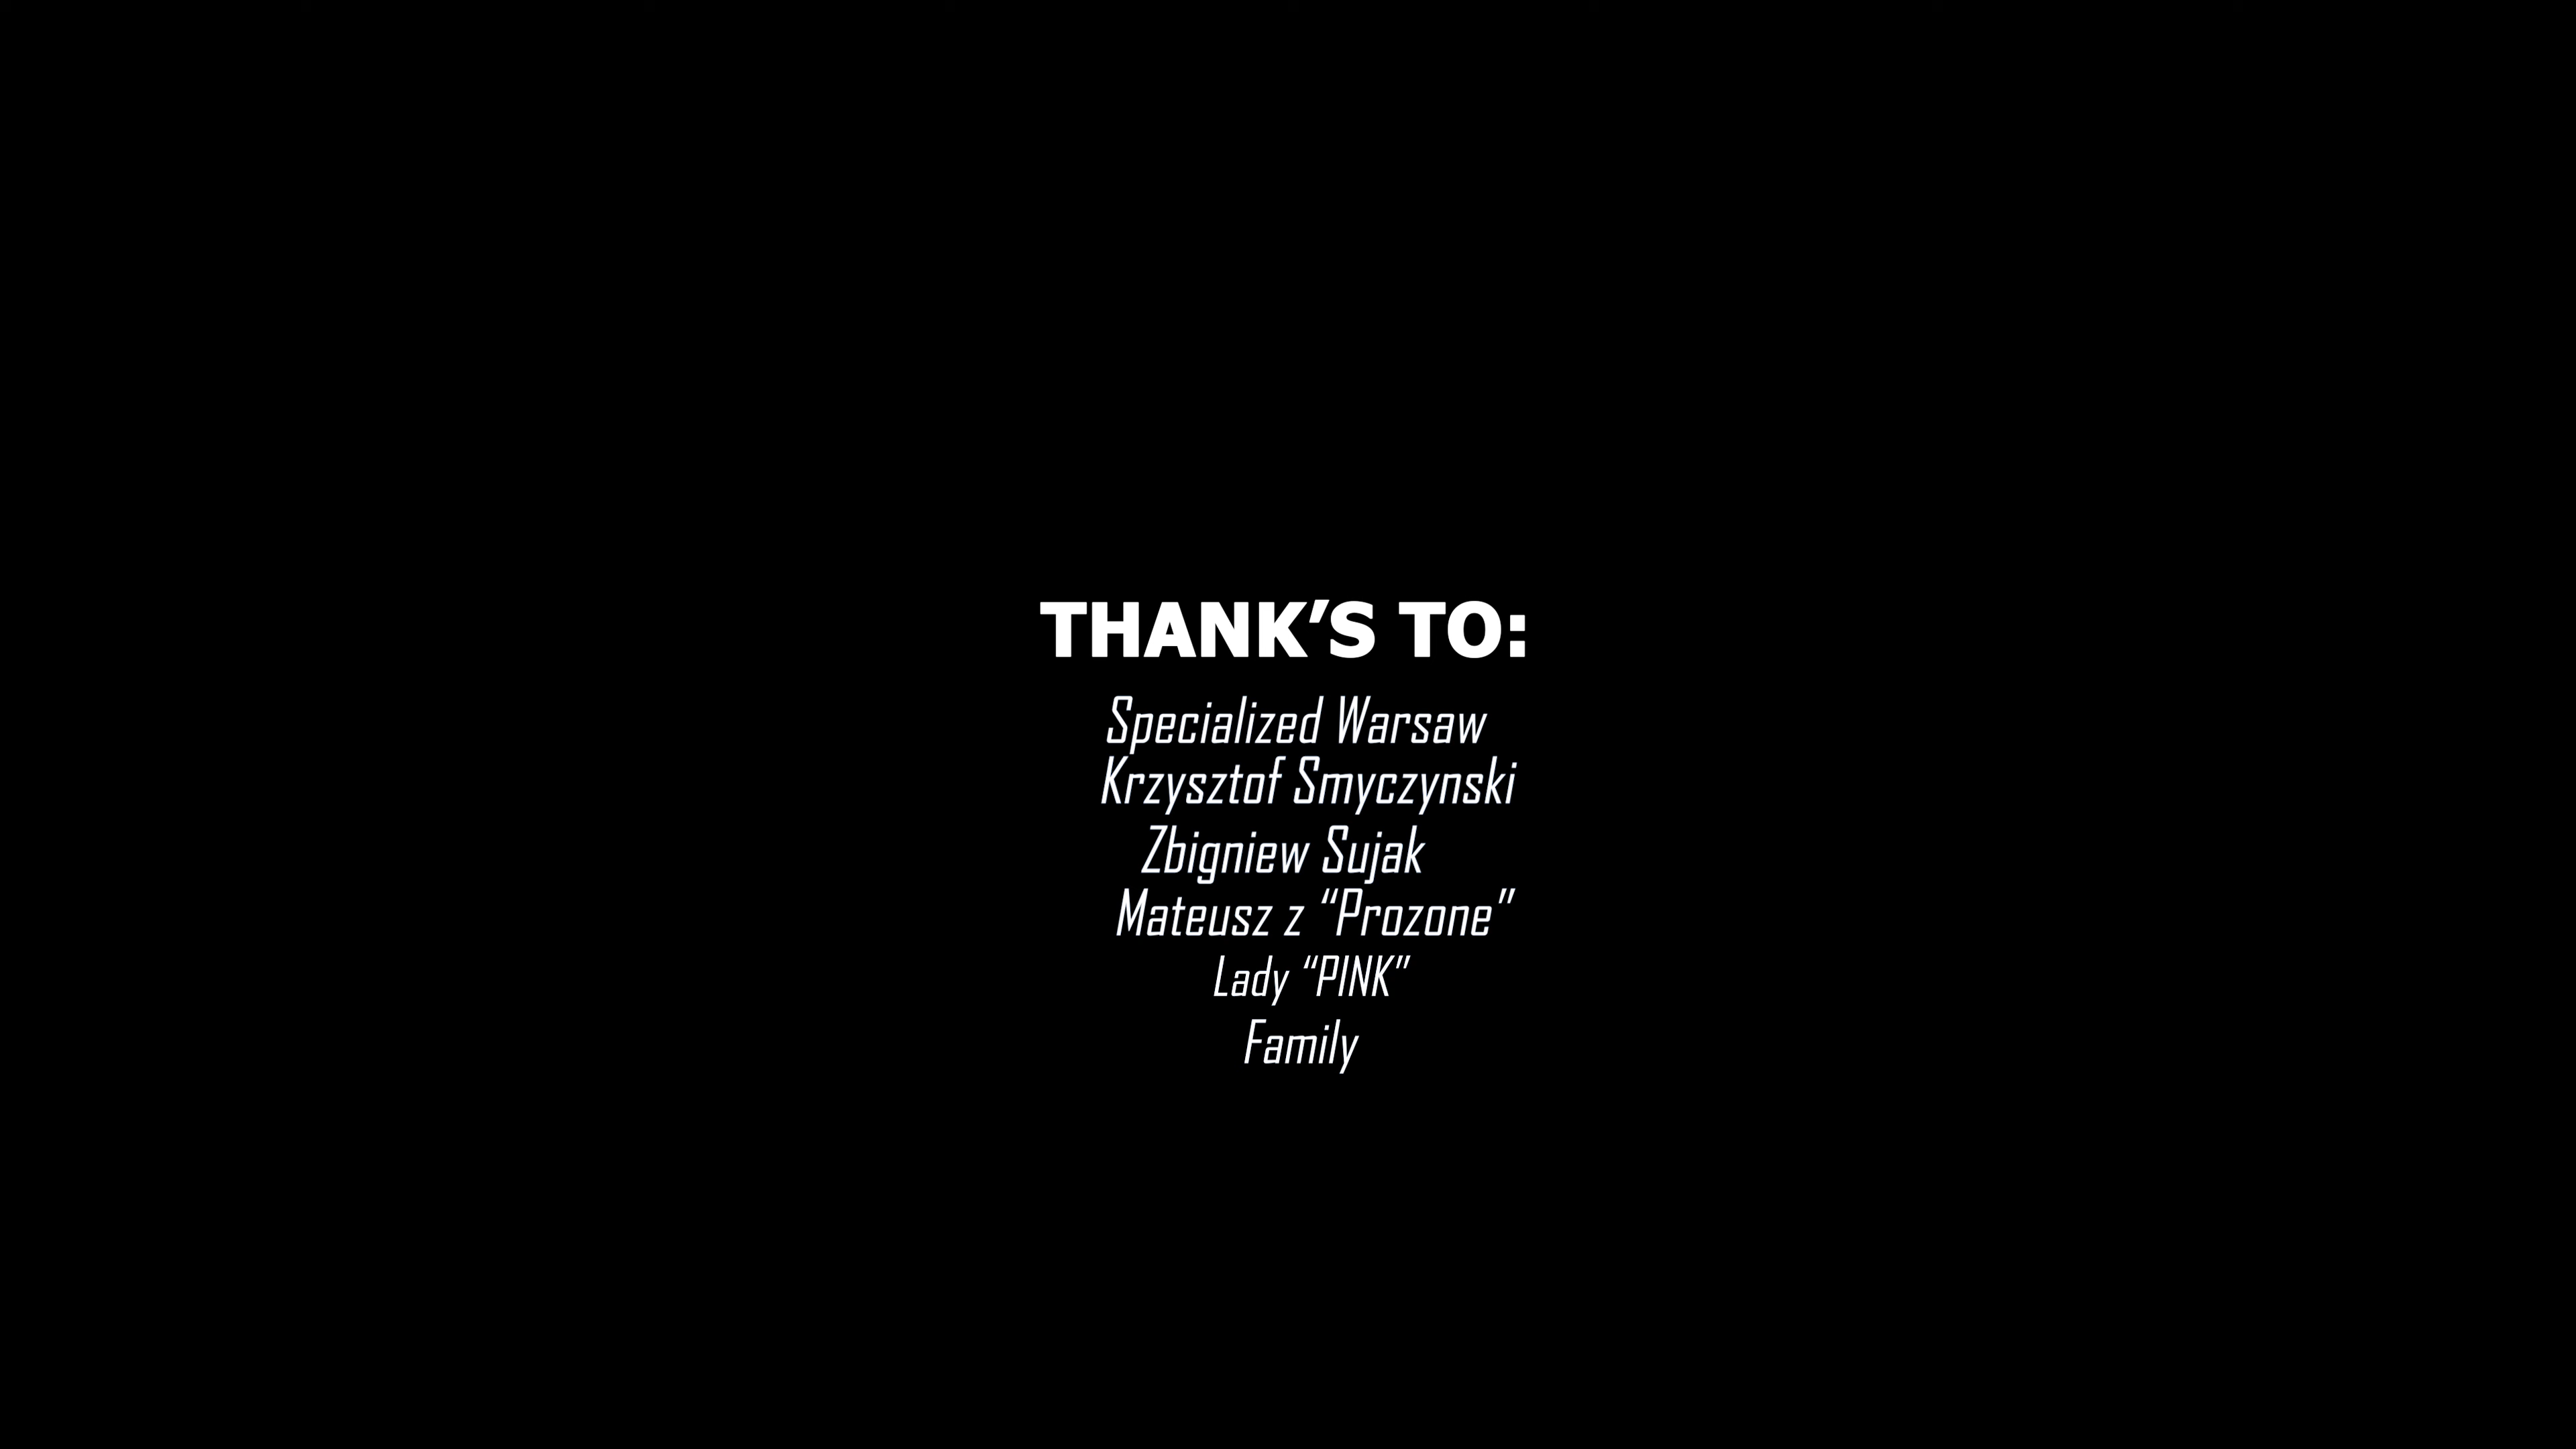 THANK’S TO:
Specialized Warsaw
Krzysztof Smyczynski
Zbigniew Sujak
Mateusz z “Prozone”
Lady “PINK”
Family